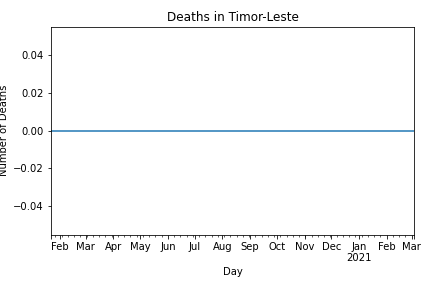 Deaths in Timor-Leste
0.04
0.02
0.00
−0.02
−0.04
Number of Deaths
Feb Mar Apr May Jun Jul Aug Sep Oct Nov Dec Jan Feb Mar
2021
Day